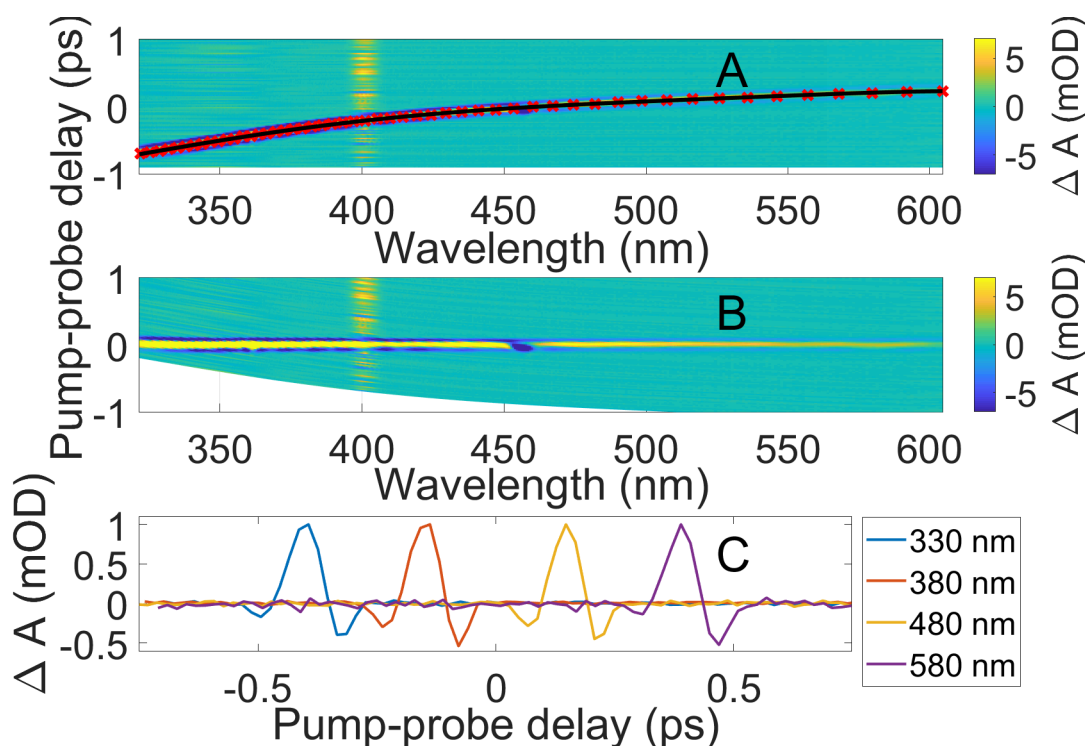 Pump-probe delay (ps)
1
0
-1
A
350 400 450 500 550 600
Wavelength (nm)
5
0
-5
Δ A (mOD)
1
0
-1
B
350 400 450 500 550 600
Wavelength (nm)
5
0
-5
Δ A (mOD)
Δ A (mOD)
1
0.5
0
-0.5
C
-0.5 0 0.5
Pump-probe delay (ps)
330 nm
380 nm
480 nm
580 nm